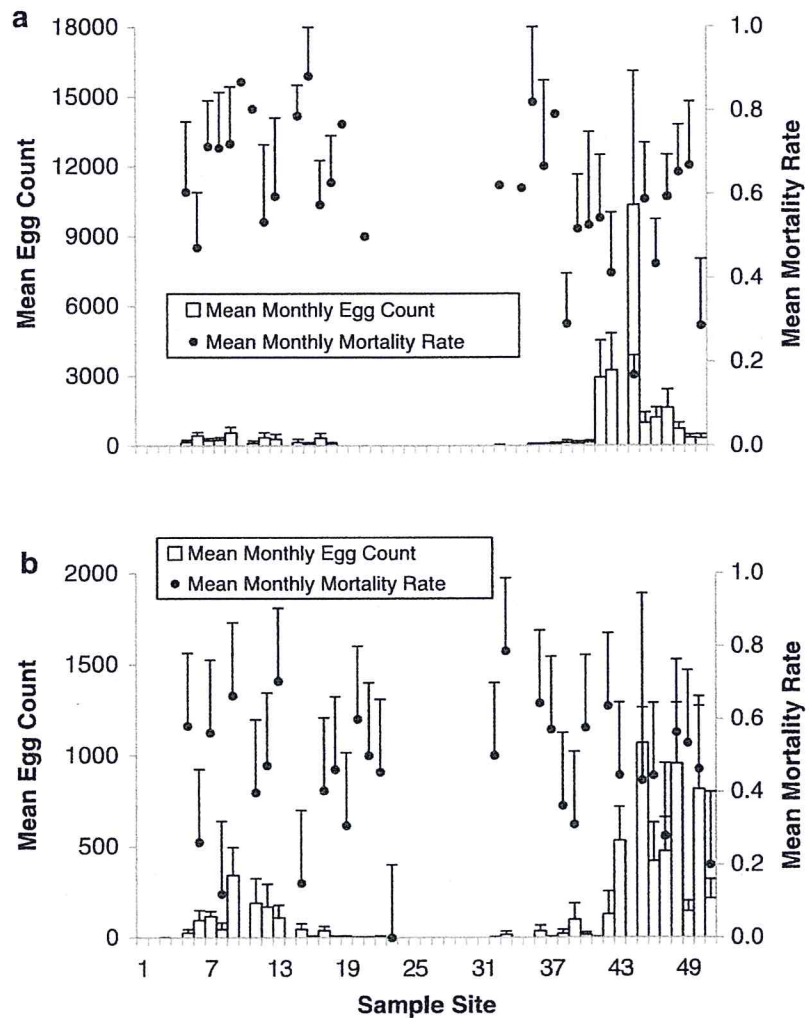 a
18000
15000
12000
9000
6000
3000
0
Mean Egg Count
1.0
0.8
0.6
0.4
0.2
0.0
Mean Mortality Rate
Mean Monthly Egg Count
Mean Monthly Mortality Rate
b
Mean Monthly Egg Count
Mean Monthly Mortality Rate
2000
1500
1000
500
0
Mean Egg Count
1.0
0.8
0.6
0.4
0.2
0.0
Mean Mortality Rate
1 7 13 19 25 31 37 43 49
Sample Site